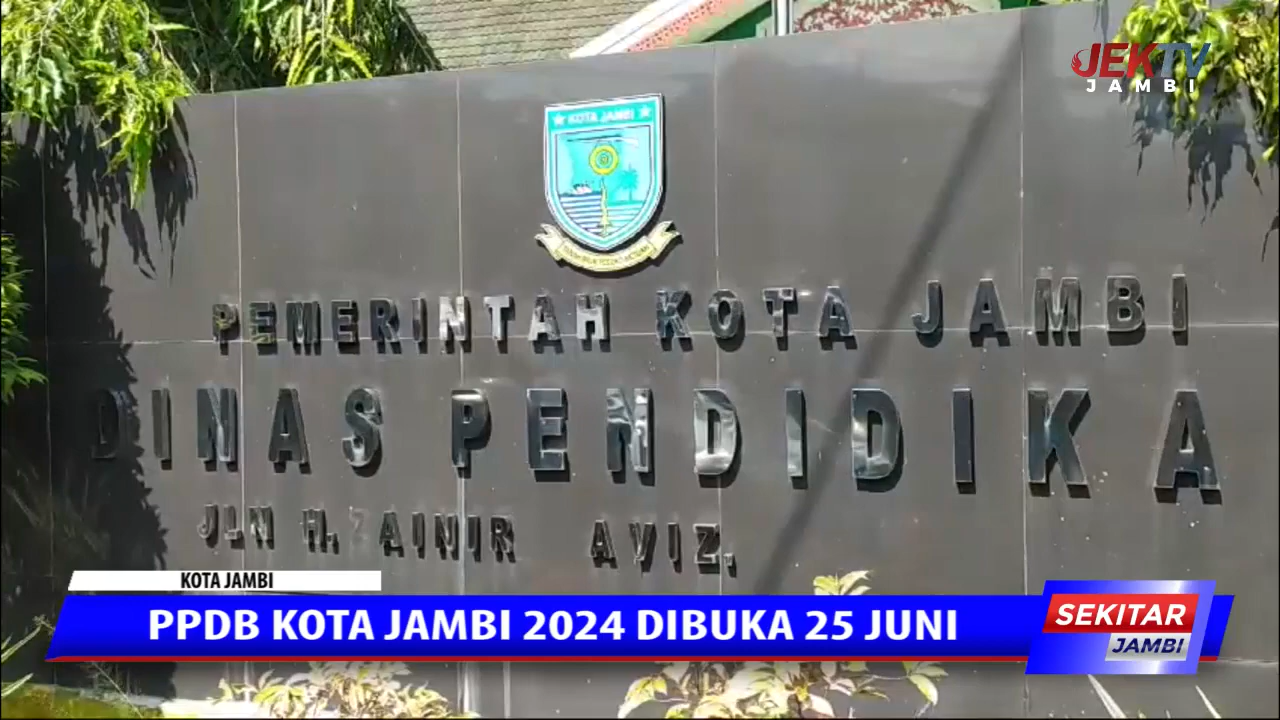 JEKTV
JAMBI
KOTA JAMBI
PEMERINTAH KOTA JAMBI
DINAS PENDIDIKA
JLN H. ZAINIR AVIZ.
KOTA JAMBI
PPDB KOTA JAMBI 2024 DIBUKA 25 JUNI
SEKITAR
JAMBI